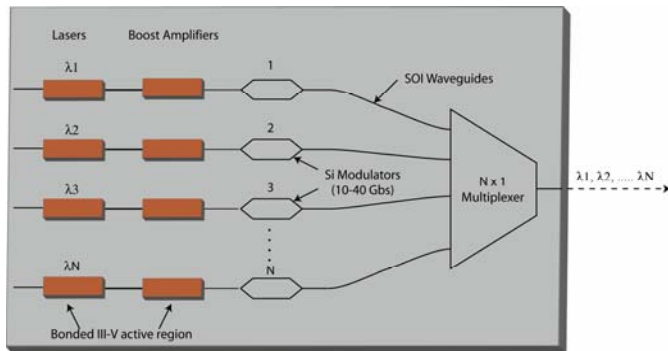 Lasers
Boost Amplifiers
λ1
1
SOI Waveguides
λ2
2
Si Modulators
(10-40 Gbs)
λ3
3
N x 1
Multiplexer
λ1, λ2, ..... λN
λN
N
Bonded III-V active region